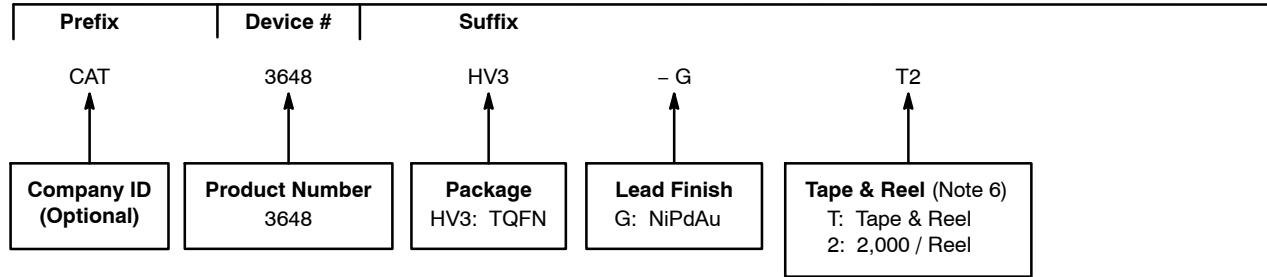 Prefix Device # Suffix
CAT 3648 HV3 – G T2
Company ID Product Number Package Lead Finish Tape & Reel (Note 6)
(Optional) 3648 HV3: TQFN G: NiPdAu T: Tape & Reel
2: 2,000 / Reel